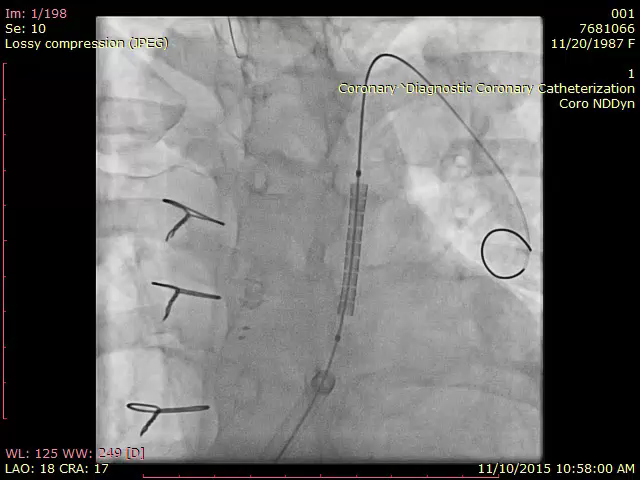 Im: 1/198
001
Se: 10
7681066
Lossy compression (JPEG)
11/20/1987 F
1
Coronary `Diagnostic Coronary Catheterization
Coro NDDyn
WL: 125 WW: 249 [D]
LAO: 18 CRA: 17
11/10/2015 10:58:00 AM